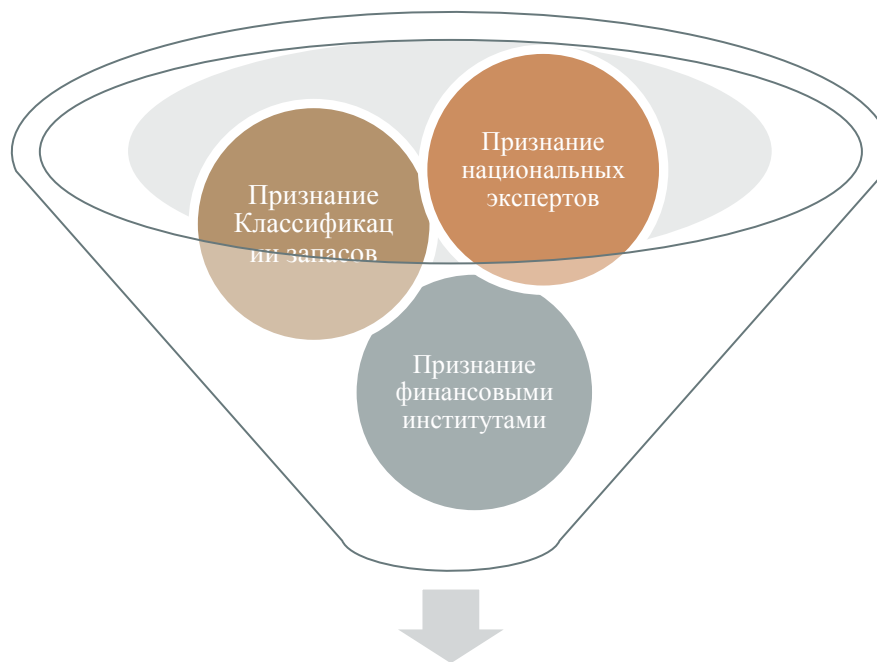 Признание
национальных
экспертов
Признание
Классификац
ии запасов
Признание
финансовыми
институтами